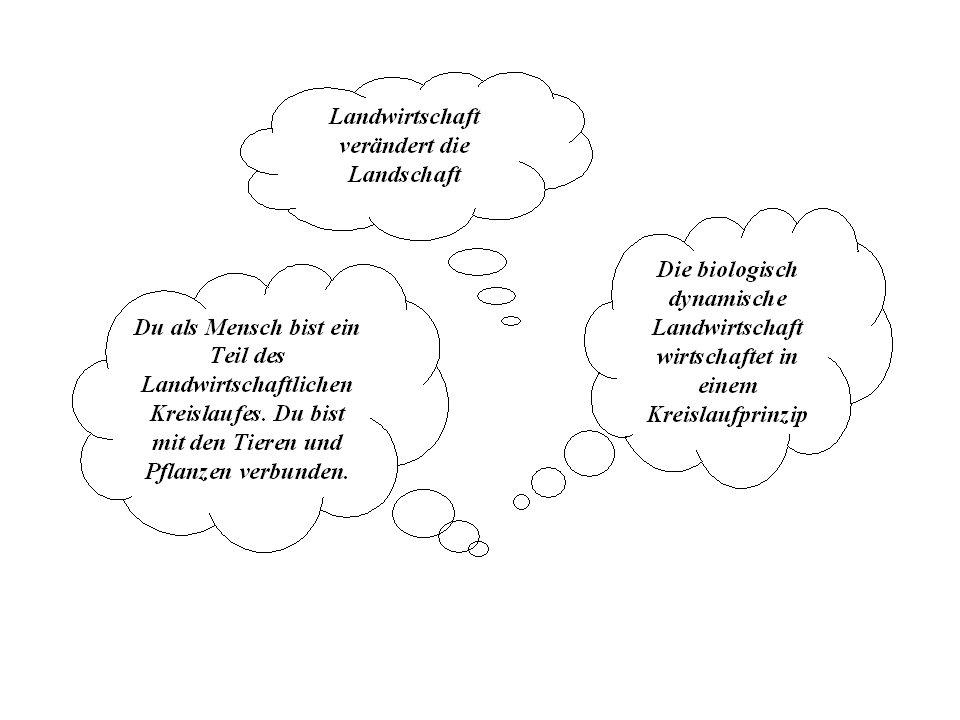 Landwirtschaft
verändert die
Landschaft
Du als Mensch bist ein
Teil des
Landwirtschaftlichen
Kreislaufes. Du bist
mit den Tieren und
Pflanzen verbunden.
Die biologisch
dynamische
Landwirtschaft
wirtschaftet in
einem
Kreislaufprinzip